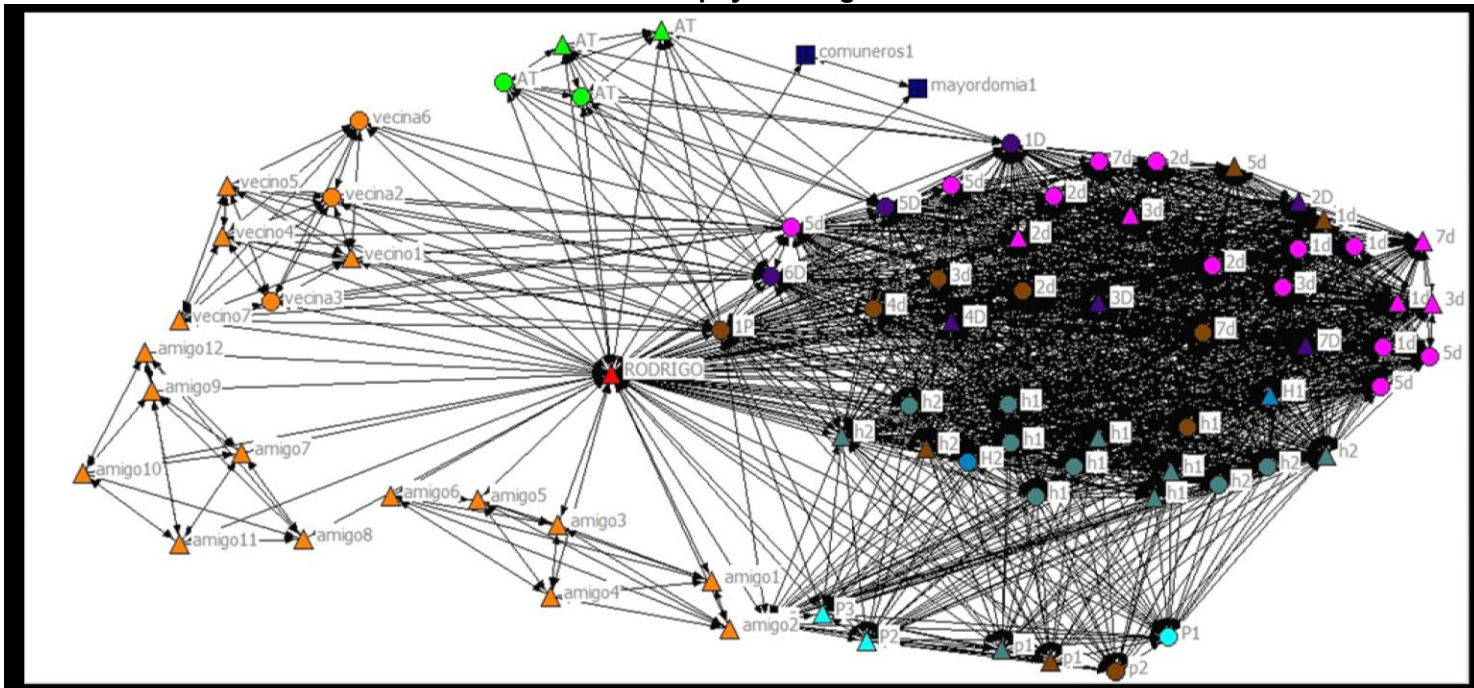 AT
AT
comuneros1
AT
AT
mayordomia1
vecina6
1D
7d
2d
5d
vecino5
vecina2
5d
2d
2D
5D
3d
1d
5d
2d
7d
vecino4
1d
1d
vecino1
2d
6D
3d
3d
2d
vecina3
3D
1d
3d
4d
vecino7
4D
1P
7d
7D
1d
5d
amigo12
RODRIGO
5d
amigo9
H1
h2
h1
h1
h2
h1
h1
amigo7
h2
h2
H2
h1
h1
h2
amigo10
h2
amigo6
amigo5
h1
h1
amigo3
amigo11
amigo8
amigo1
amigo4
P3
amigo2
P2
P1
p1
p1
p2